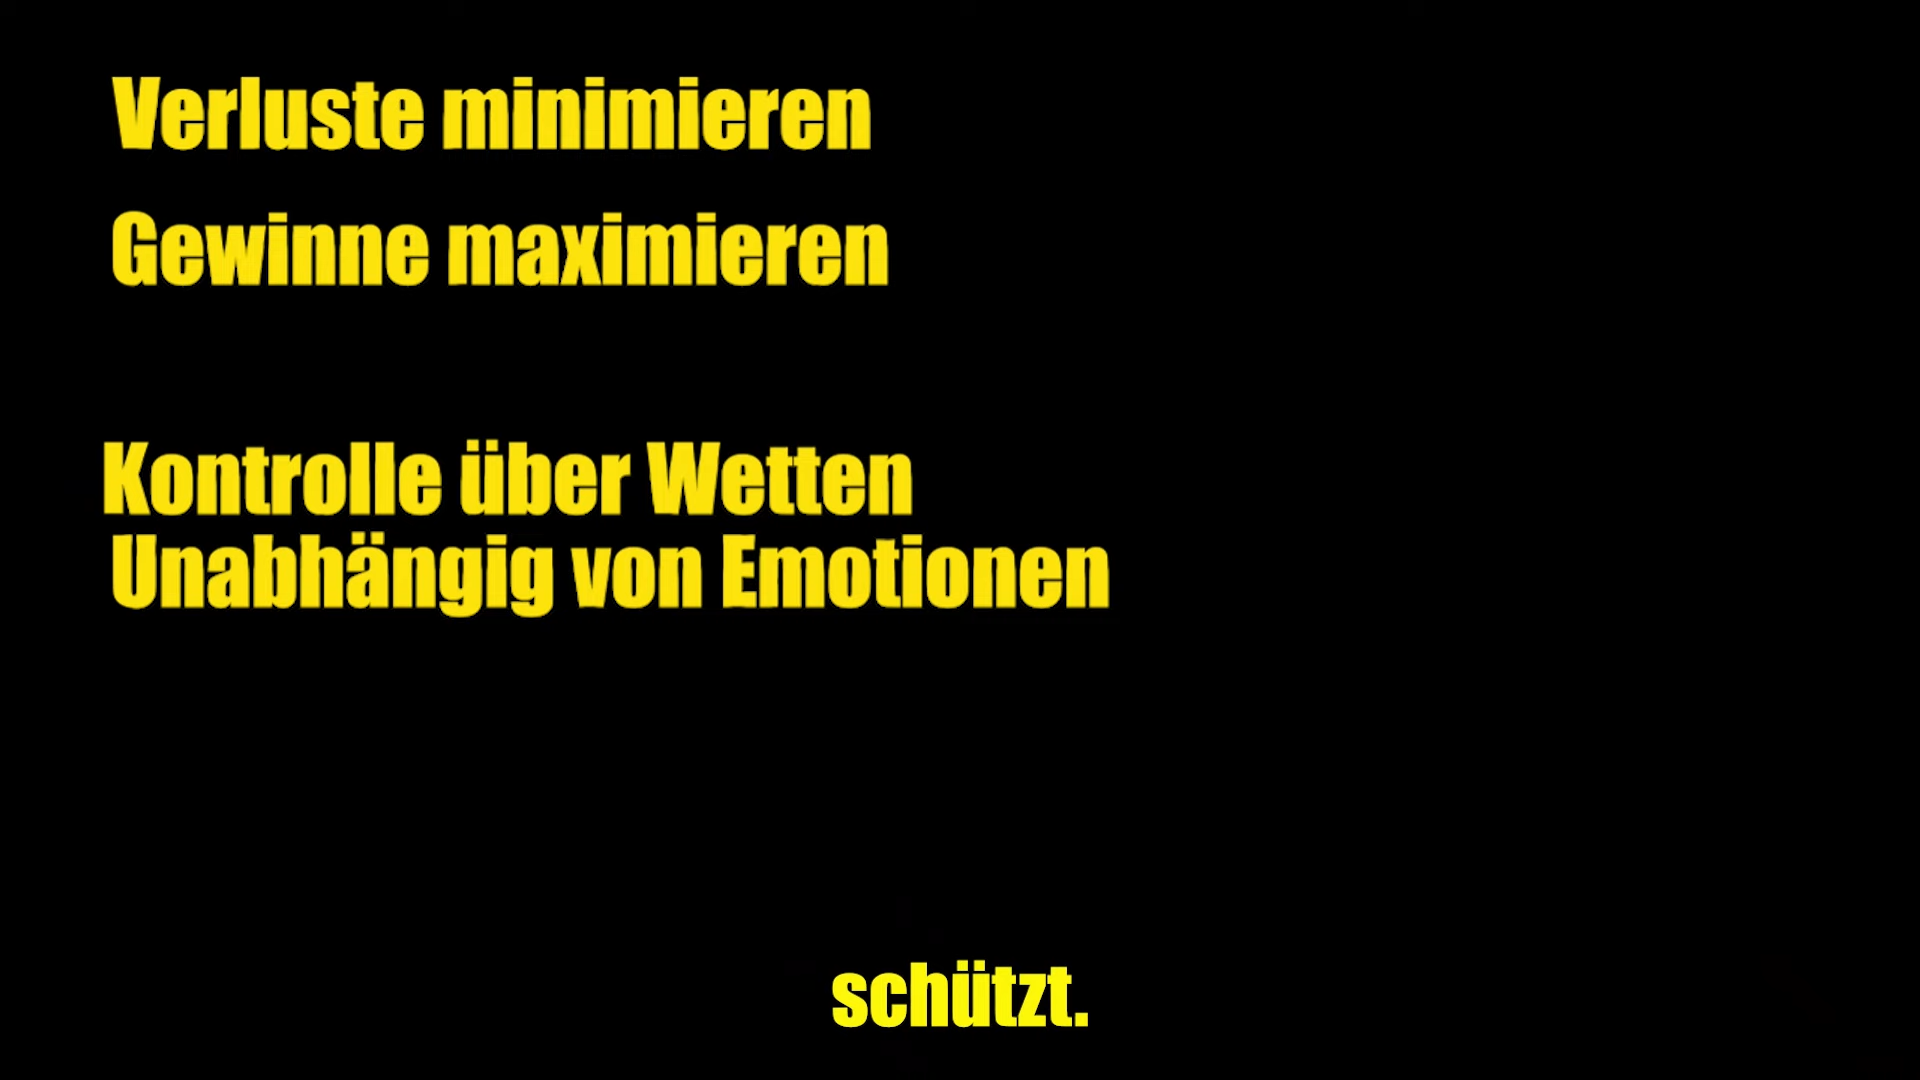 Verluste minimieren
Gewinne maximieren
Kontrolle über Wetten
Unabhängig von Emotionen
schützt.